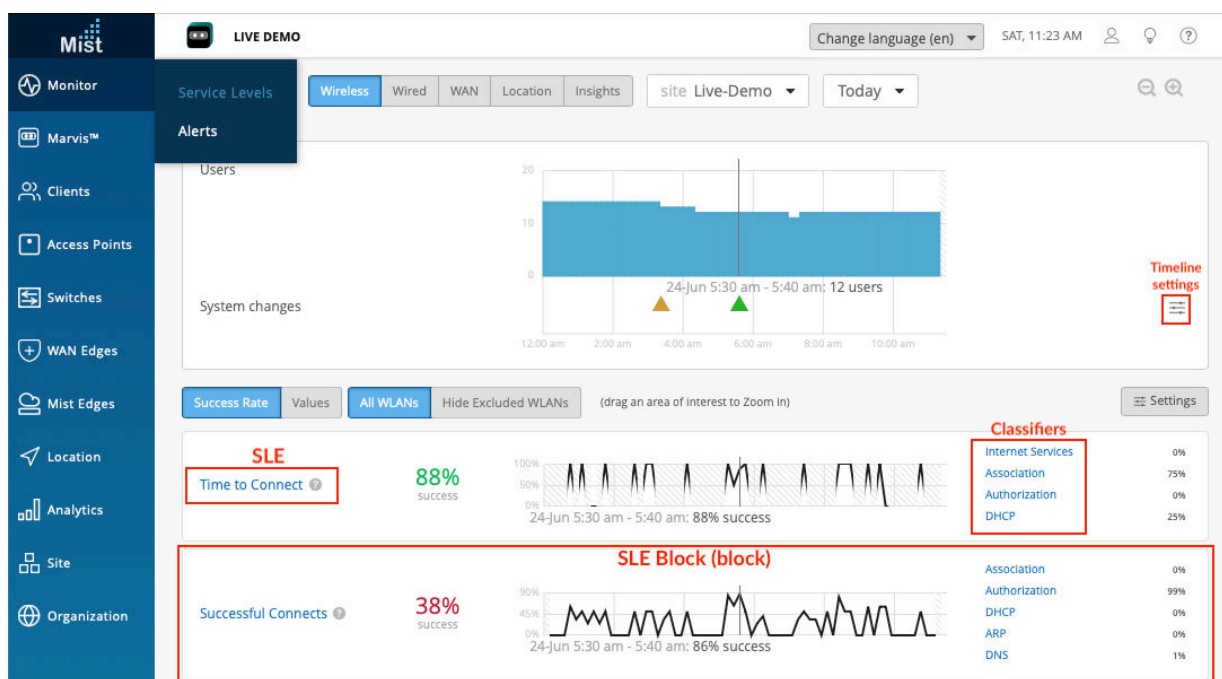 Mist
LIVE DEMO
Change language (en)
SAT, 11:23 AM
Monitor
Marvis™
Clients
Access Points
Switches
WAN Edges
Mist Edges
Location
Analytics
Site
Organization
Service Levels
Alerts
Wireless Wired WAN Location Insights
site Live-Demo
Today
Users
20
10
0
24-Jun 5:30 am - 5:40 am: 12 users
System changes
12:00 am 2:00 am 4:00 am 6:00 am 8:00 am 10:00 am
Timeline
settings
Success Rate Values All WLANs Hide Excluded WLANs (drag an area of interest to Zoom in)
Settings
SLE
Time to Connect
88%
success
100%
50%
0%
24-Jun 5:30 am - 5:40 am: 88% success
Classifiers
Internet Services 0%
Association 75%
Authorization 0%
DHCP 25%
SLE Block (block)
Successful Connects
38%
success
90%
45%
0%
24-Jun 5:30 am - 5:40 am: 86% success
Association 0%
Authorization 99%
DHCP 0%
ARP 0%
DNS 1%